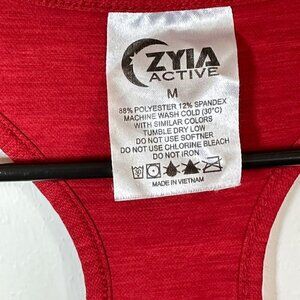 ZYIA
ACTIVE
M
88% POLYESTER 12% SPANDEX
MACHINE WASH COLD (30°C)
WITH SIMILAR COLORS
TUMBLE DRY LOW
DO NOT USE SOFTNER
DO NOT USE CHLORINE BLEACH
DO NOT IRON
MADE IN VIETNAM